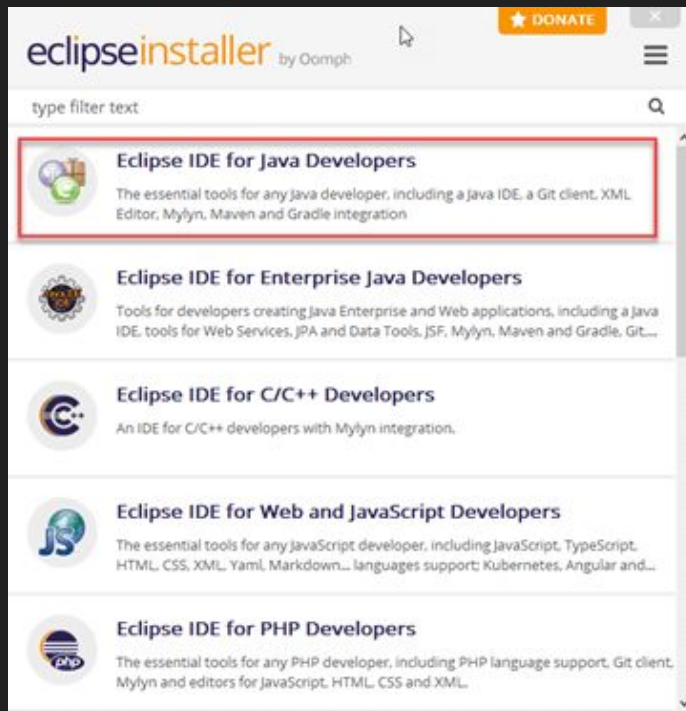 DONATE
eclipseinstaller by Oomph
type filter text
Eclipse IDE for Java Developers
The essential tools for any Java developer, including a Java IDE, a Git client, XML
Editor, Mylyn, Maven and Gradle integration
Eclipse IDE for Enterprise Java Developers
JAVA EE
IDE
Tools for developers creating Java Enterprise and Web applications, including a Java
IDE, tools for Web Services, JPA and Data Tools, JSF, Mylyn, Maven and Gradle, Git....
Eclipse IDE for C/C++ Developers
C++
An IDE for C/C++ developers with Mylyn integration.
Eclipse IDE for Web and JavaScript Developers
JS
The essential tools for any JavaScript developer, including JavaScript, TypeScript,
HTML, CSS, XML, Yaml, Markdown... languages support; Kubernetes, Angular and...
Eclipse IDE for PHP Developers
php
The essential tools for any PHP developer, including PHP language support, Git client,
Mylyn and editors for JavaScript, HTML, CSS and XML.